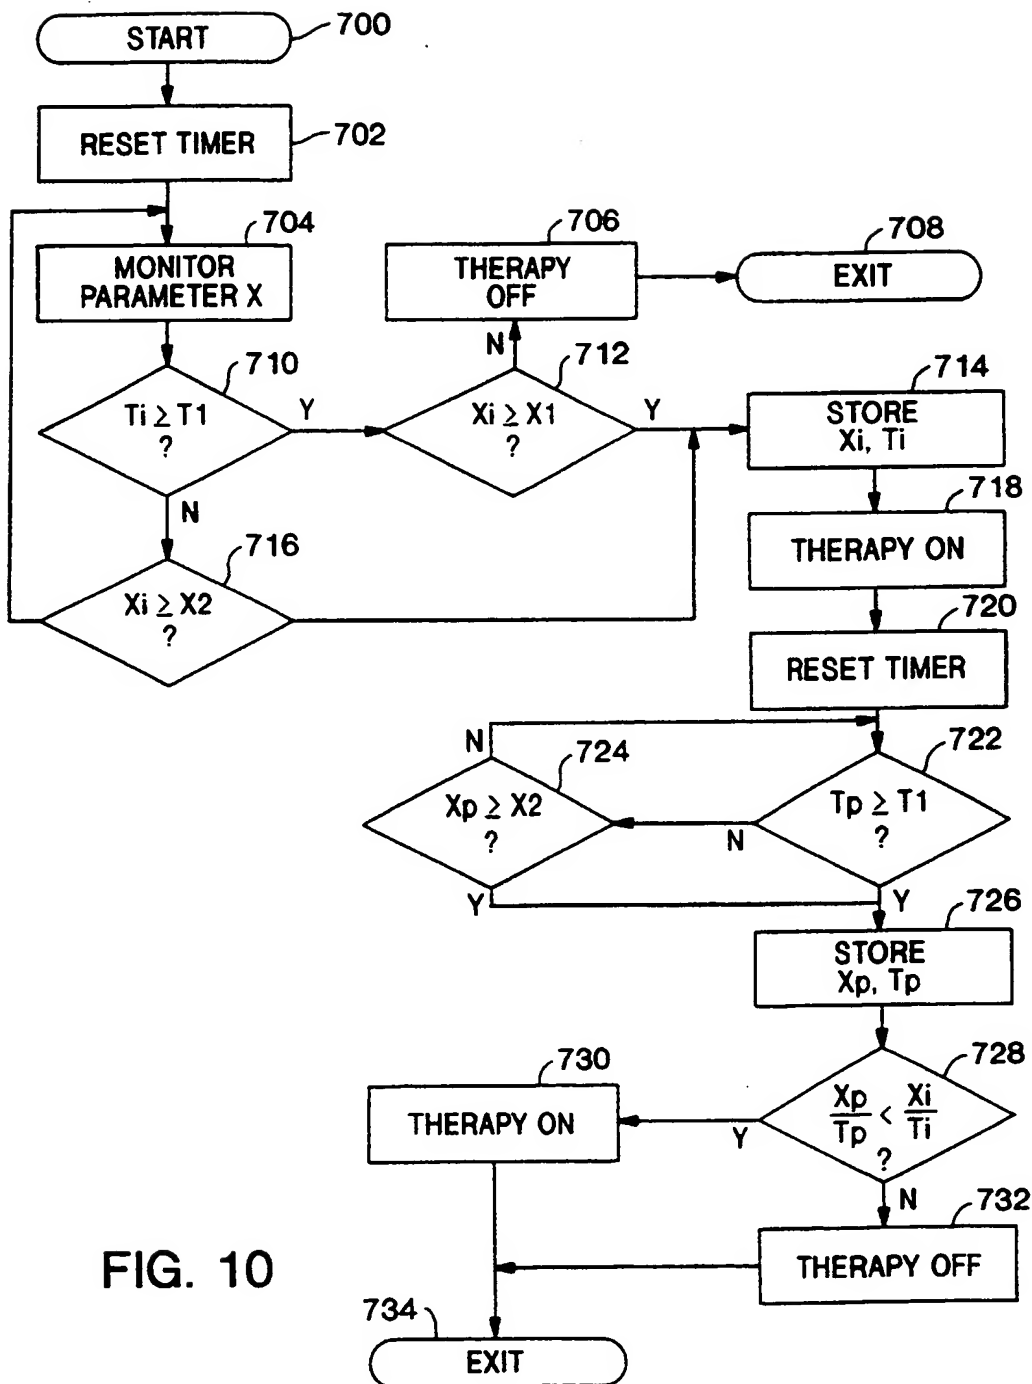 START
700
RESET TIMER
702
704
MONITOR
PARAMETER X
706
THERAPY
OFF
708
EXIT
710
Ti ≥ T1
?
Y
N
712
Xi ≥ X1
?
N
Y
714
STORE
Xi, Ti
716
Xi ≥ X2
?
718
THERAPY ON
720
RESET TIMER
722
Tp ≥ T1
?
N
Y
724
Xp ≥ X2
?
N
Y
726
STORE
Xp, Tp
728
Xp/Tp < Xi/Ti
?
Y
N
730
THERAPY ON
732
THERAPY OFF
734
EXIT
FIG. 10